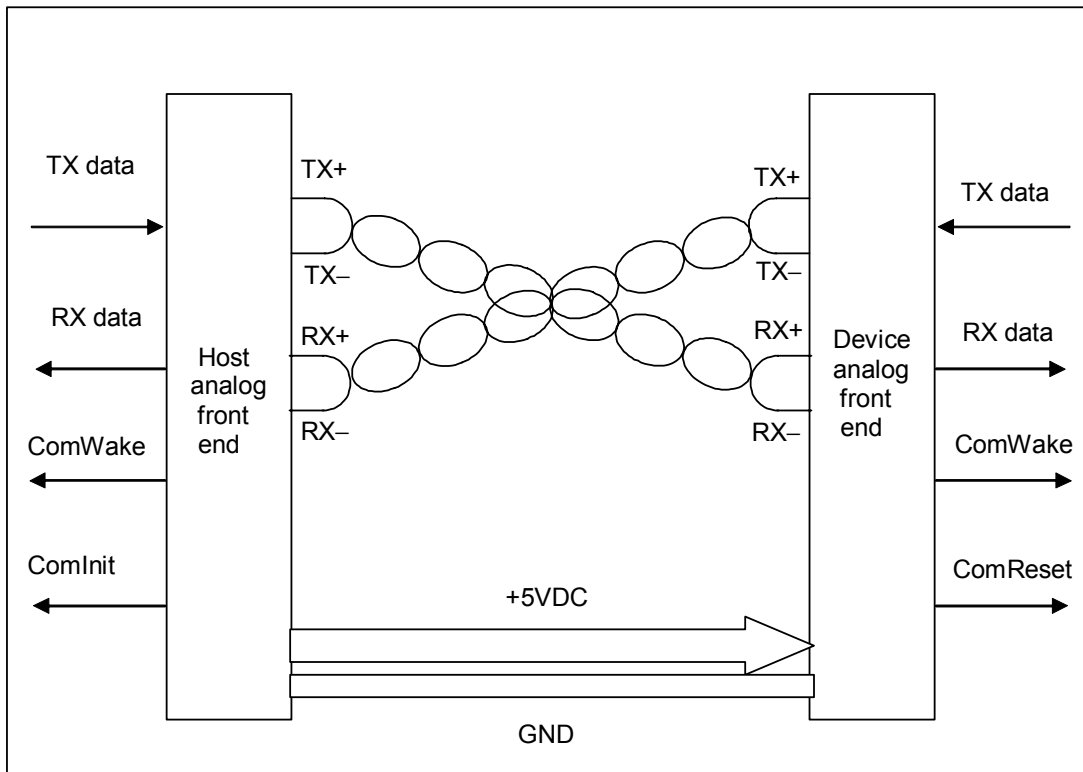 TX data
RX data
ComWake
ComInit
Host
analog
front
end
TX+
TX–
RX+
RX–
TX+
TX–
RX+
RX–
+5VDC
GND
Device
analog
front
end
TX data
RX data
ComWake
ComReset